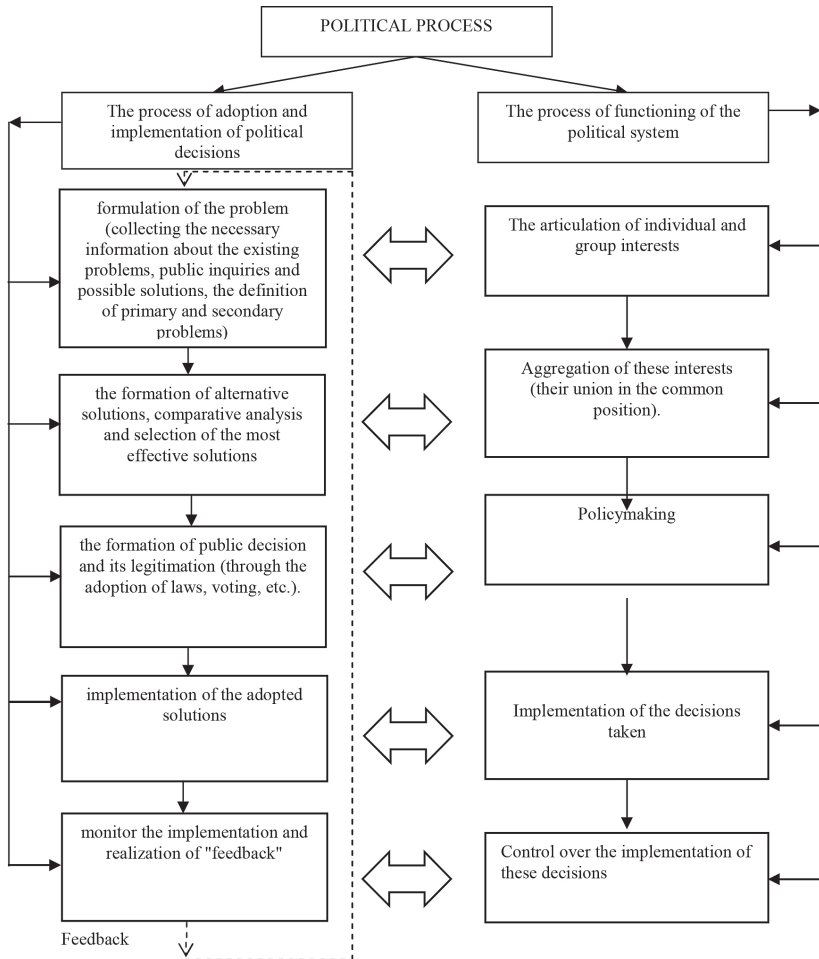 POLITICAL PROCESS
The process of adoption and
implementation of political
decisions
The process of functioning of the
political system
formulation of the problem
(collecting the necessary
information about the existing
problems, public inquiries and
possible solutions, the definition
of primary and secondary
problems)
The articulation of individual and
group interests
the formation of alternative
solutions, comparative analysis
and selection of the most
effective solutions
Aggregation of these interests
(their union in the common
position).
the formation of public decision
and its legitimation (through the
adoption of laws, voting, etc.).
Policymaking
implementation of the adopted
solutions
Implementation of the decisions
taken
monitor the implementation and
realization of "feedback"
Control over the implementation of
these decisions
Feedback